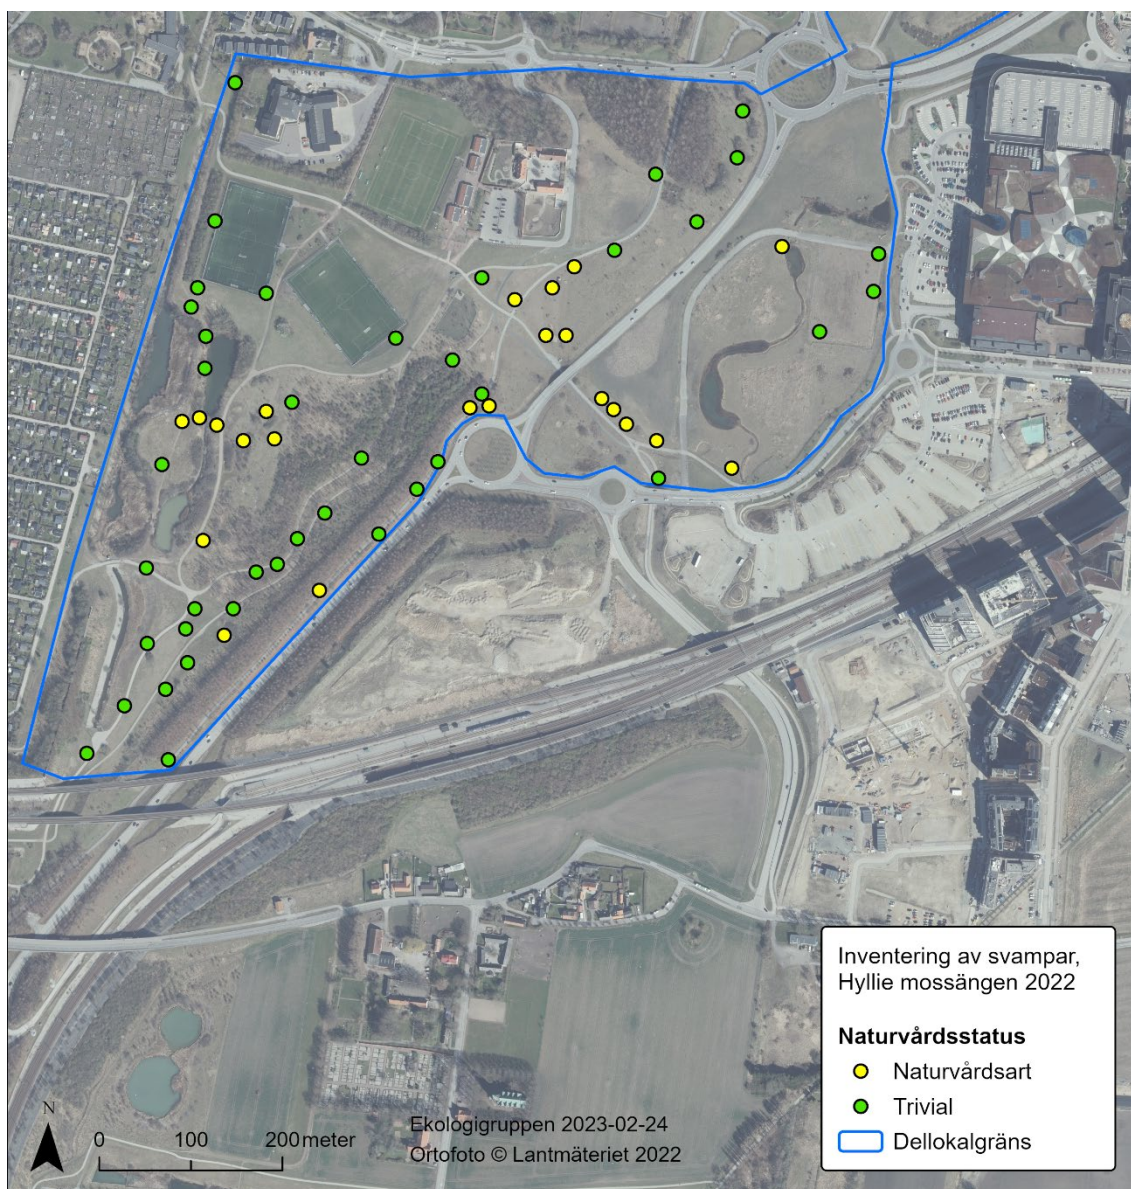 Inventering av svampar,
Hyllie mossängen 2022
Naturvårdsstatus
Naturvårdsart
Trivial
Dellokalgräns
N
0 100 200 meter
Ekologigruppen 2023-02-24
Ortofoto © Lantmäteriet 2022